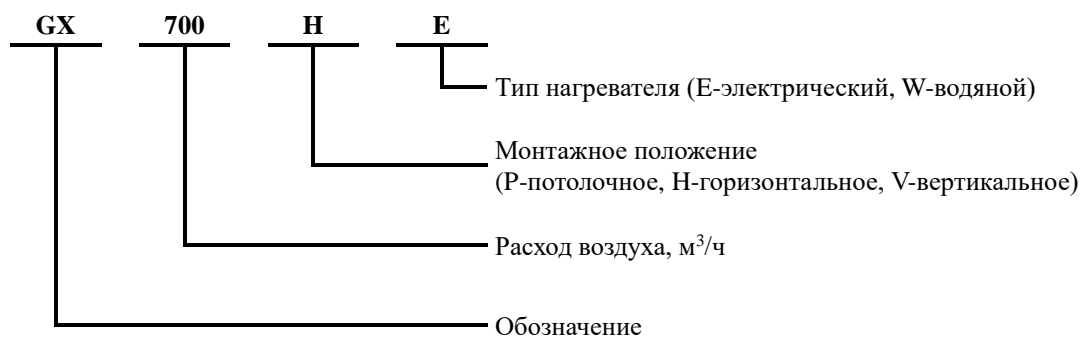 GX 700 H E
Тип нагревателя (E-электрический, W-водяной)
Монтажное положение
(P-потолочное, H-горизонтальное, V-вертикальное)
Расход воздуха, м³/ч
Обозначение